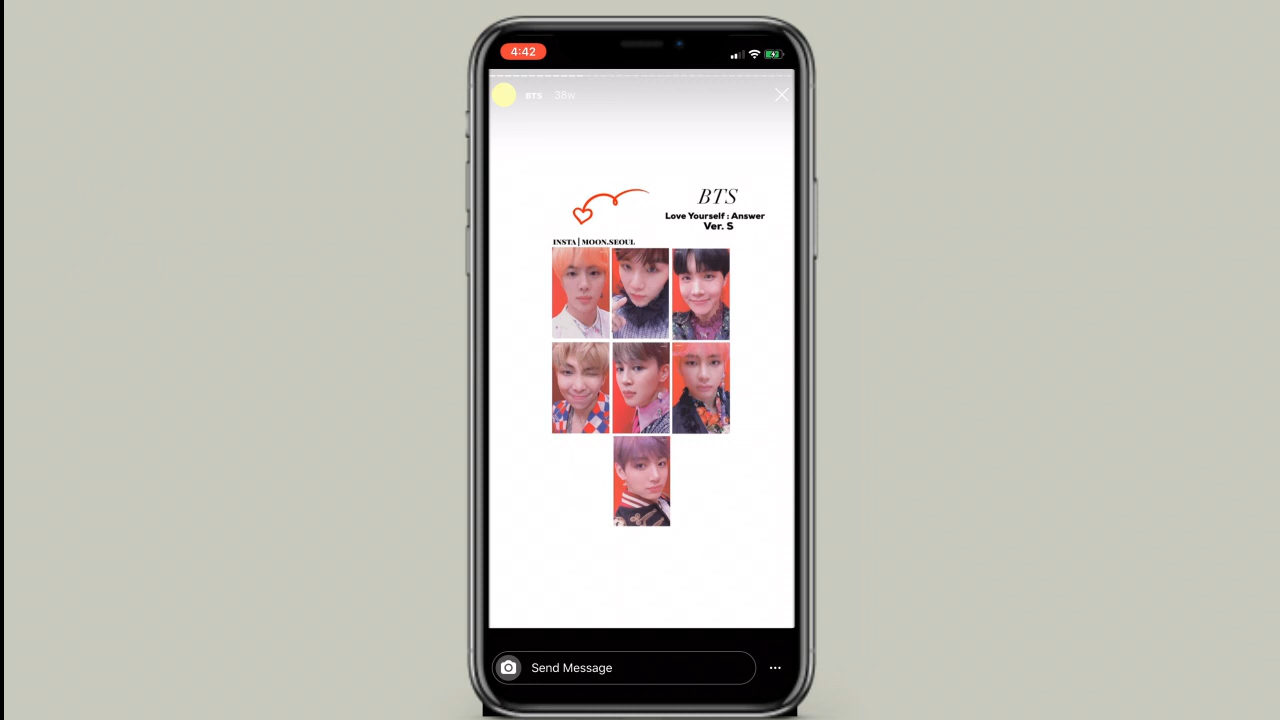 4:42
BTS 38w
BTS
Love Yourself : Answer
Ver. S
INSTA | MOON.SEOUL
Send Message